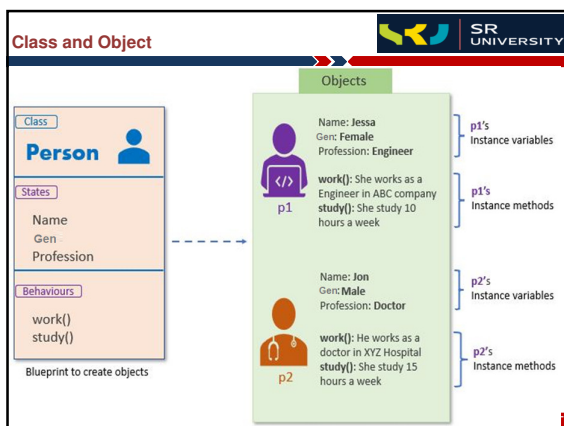 Class and Object
SR
UNIVERSITY
Class
Person
States
Name
Gen
Profession
Behaviours
work()
study()
Blueprint to create objects
Objects
Name: Jessa
Gen: Female
Profession: Engineer
work(): She works as a
Engineer in ABC company
study(): She study 10
hours a week
p1
p1's
Instance variables
p1's
Instance methods
Name: Jon
Gen: Male
Profession: Doctor
work(): He works as a
doctor in XYZ Hospital
study(): She study 15
hours a week
p2
p2's
Instance variables
p2's
Instance methods